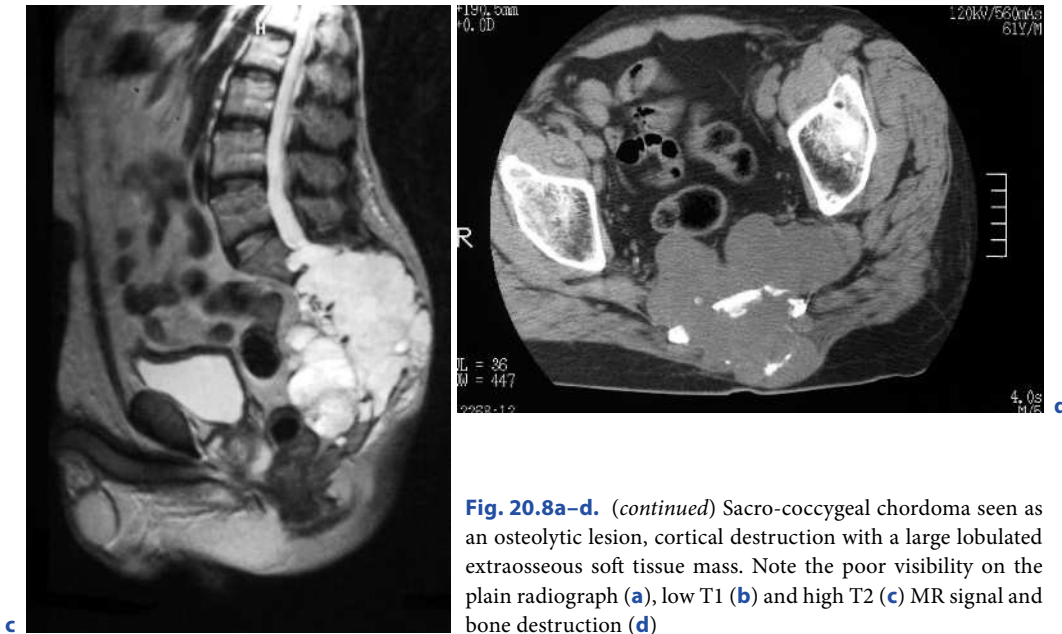 H
+190.5mm
+0.0D
120kV/560mAs
61Y/M
R
WL = 36
WW = 447
4.0s
c
d
Fig. 20.8a–d. (continued) Sacro-coccygeal chordoma seen as
an osteolytic lesion, cortical destruction with a large lobulated
extraosseous soft tissue mass. Note the poor visibility on the
plain radiograph (a), low T1 (b) and high T2 (c) MR signal and
bone destruction (d)